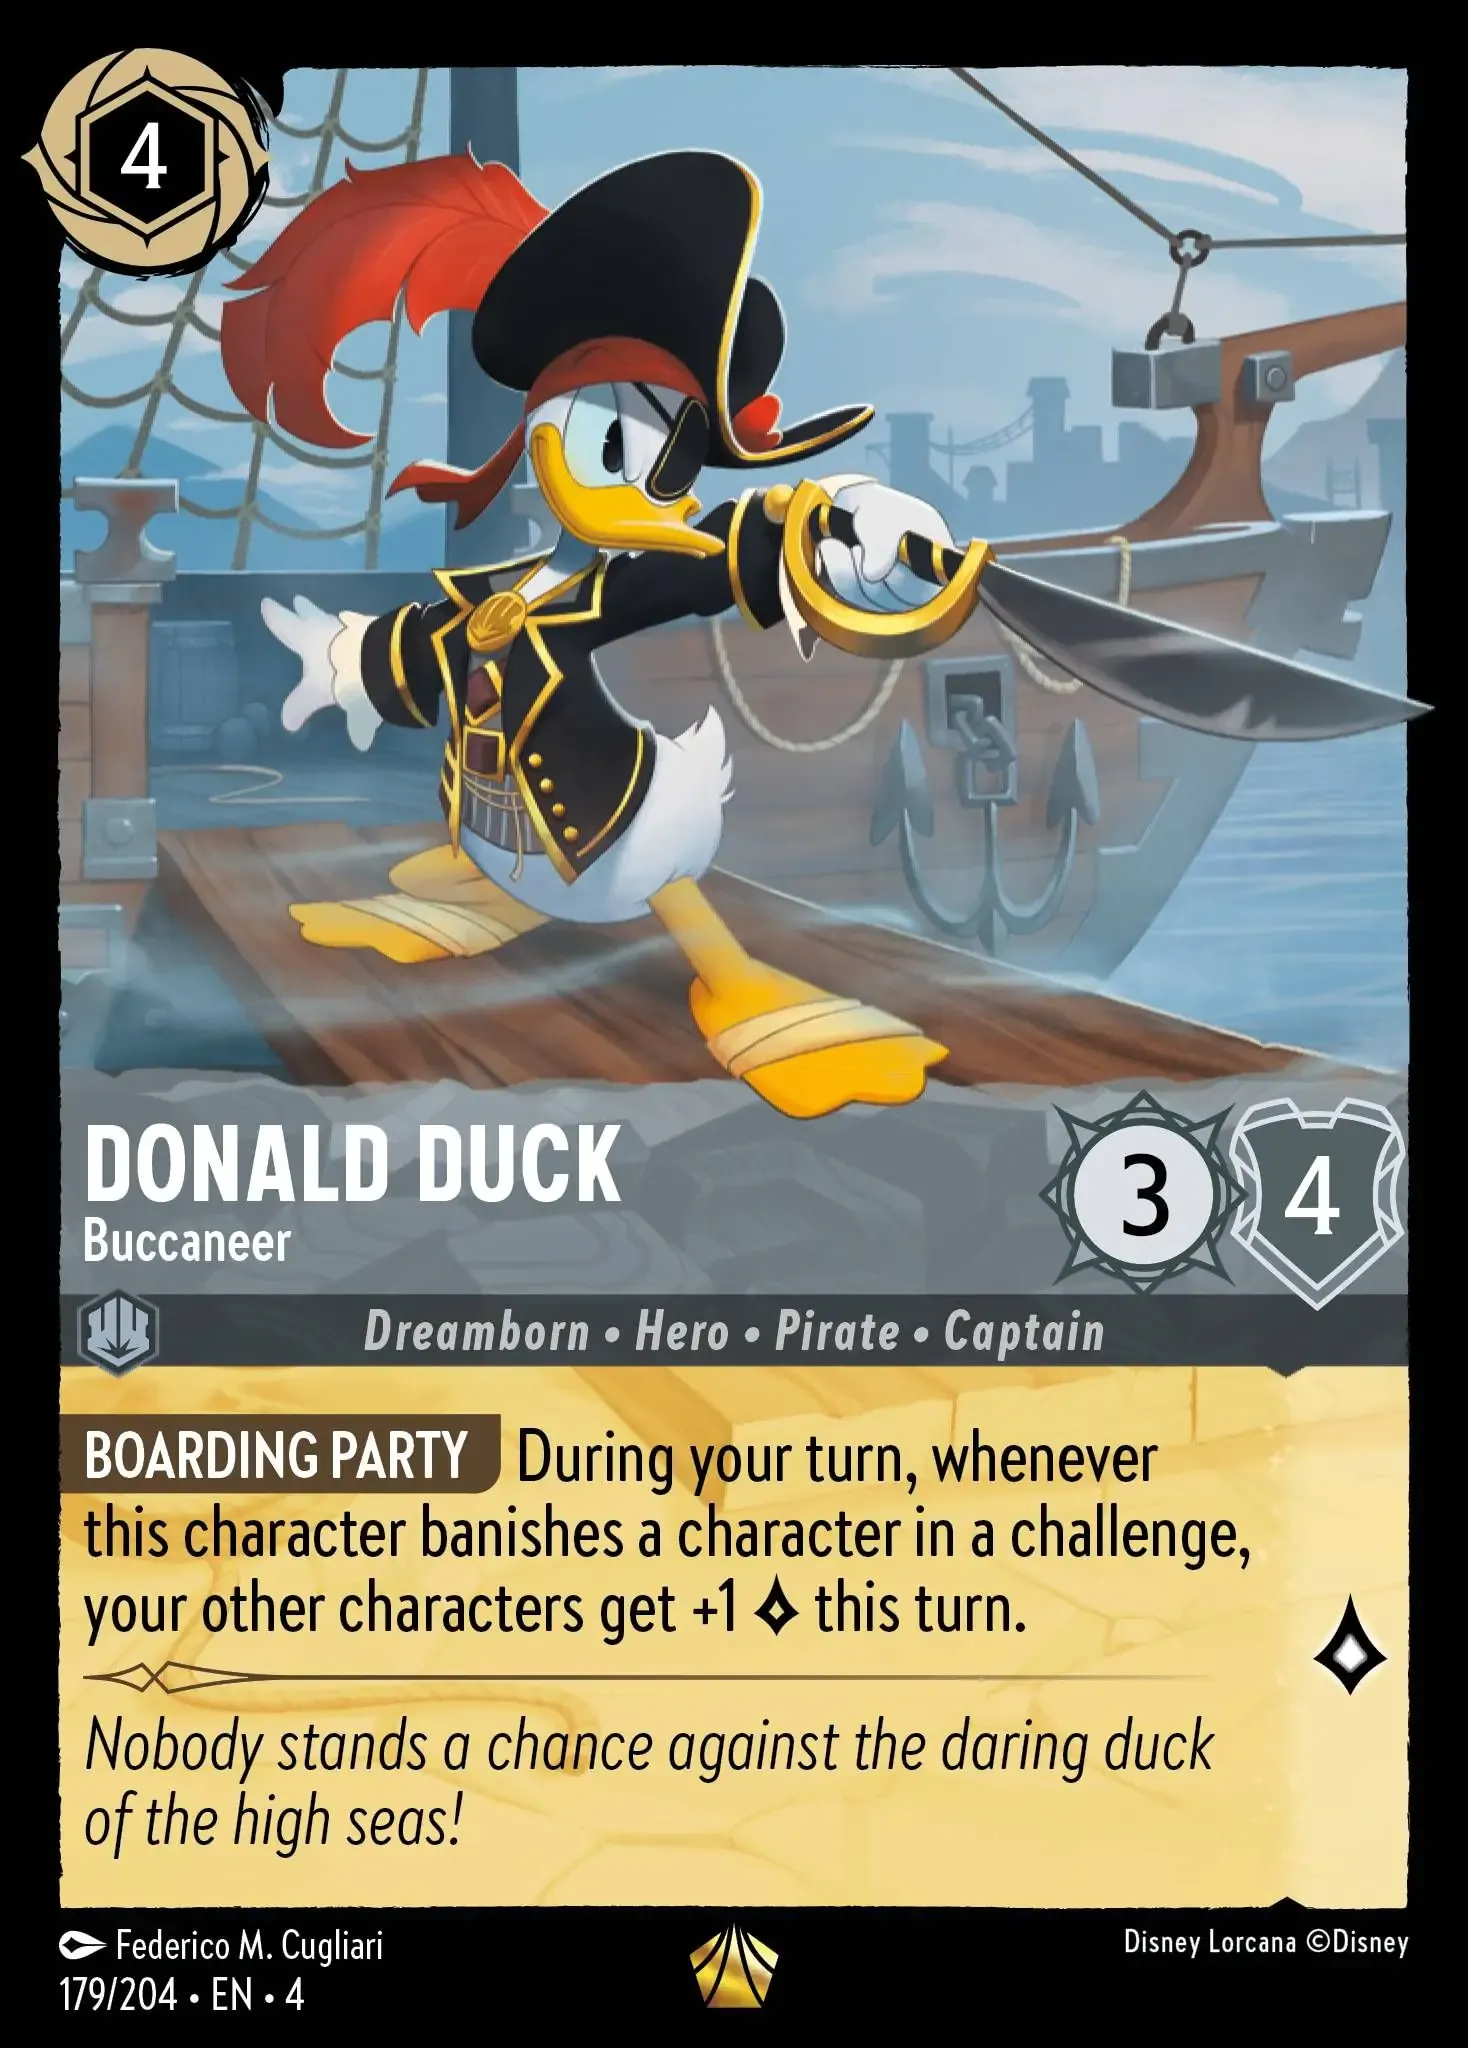 4
DONALD DUCK
Buccaneer
3
4
Dreamborn • Hero • Pirate • Captain
BOARDING PARTY During your turn, whenever
this character banishes a character in a challenge,
your other characters get +1 this turn.
Nobody stands a chance against the daring duck
of the high seas!
Federico M. Cugliari
179/204 • EN • 4
Disney Lorcana ©Disney